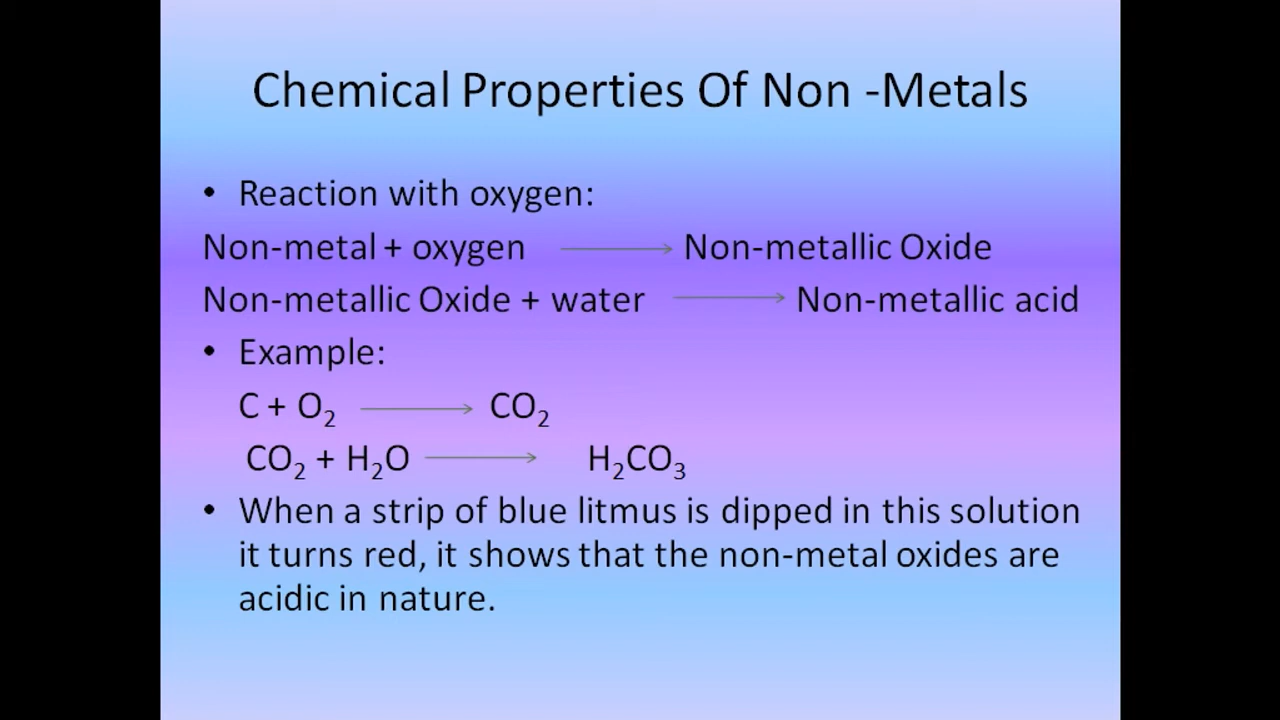 Chemical Properties Of Non -Metals
• Reaction with oxygen:
Non-metal + oxygen ⟶ Non-metallic Oxide
Non-metallic Oxide + water ⟶ Non-metallic acid
• Example:
C + O₂ ⟶ CO₂
CO₂ + H₂O ⟶ H₂CO₃
• When a strip of blue litmus is dipped in this solution
it turns red, it shows that the non-metal oxides are
acidic in nature.